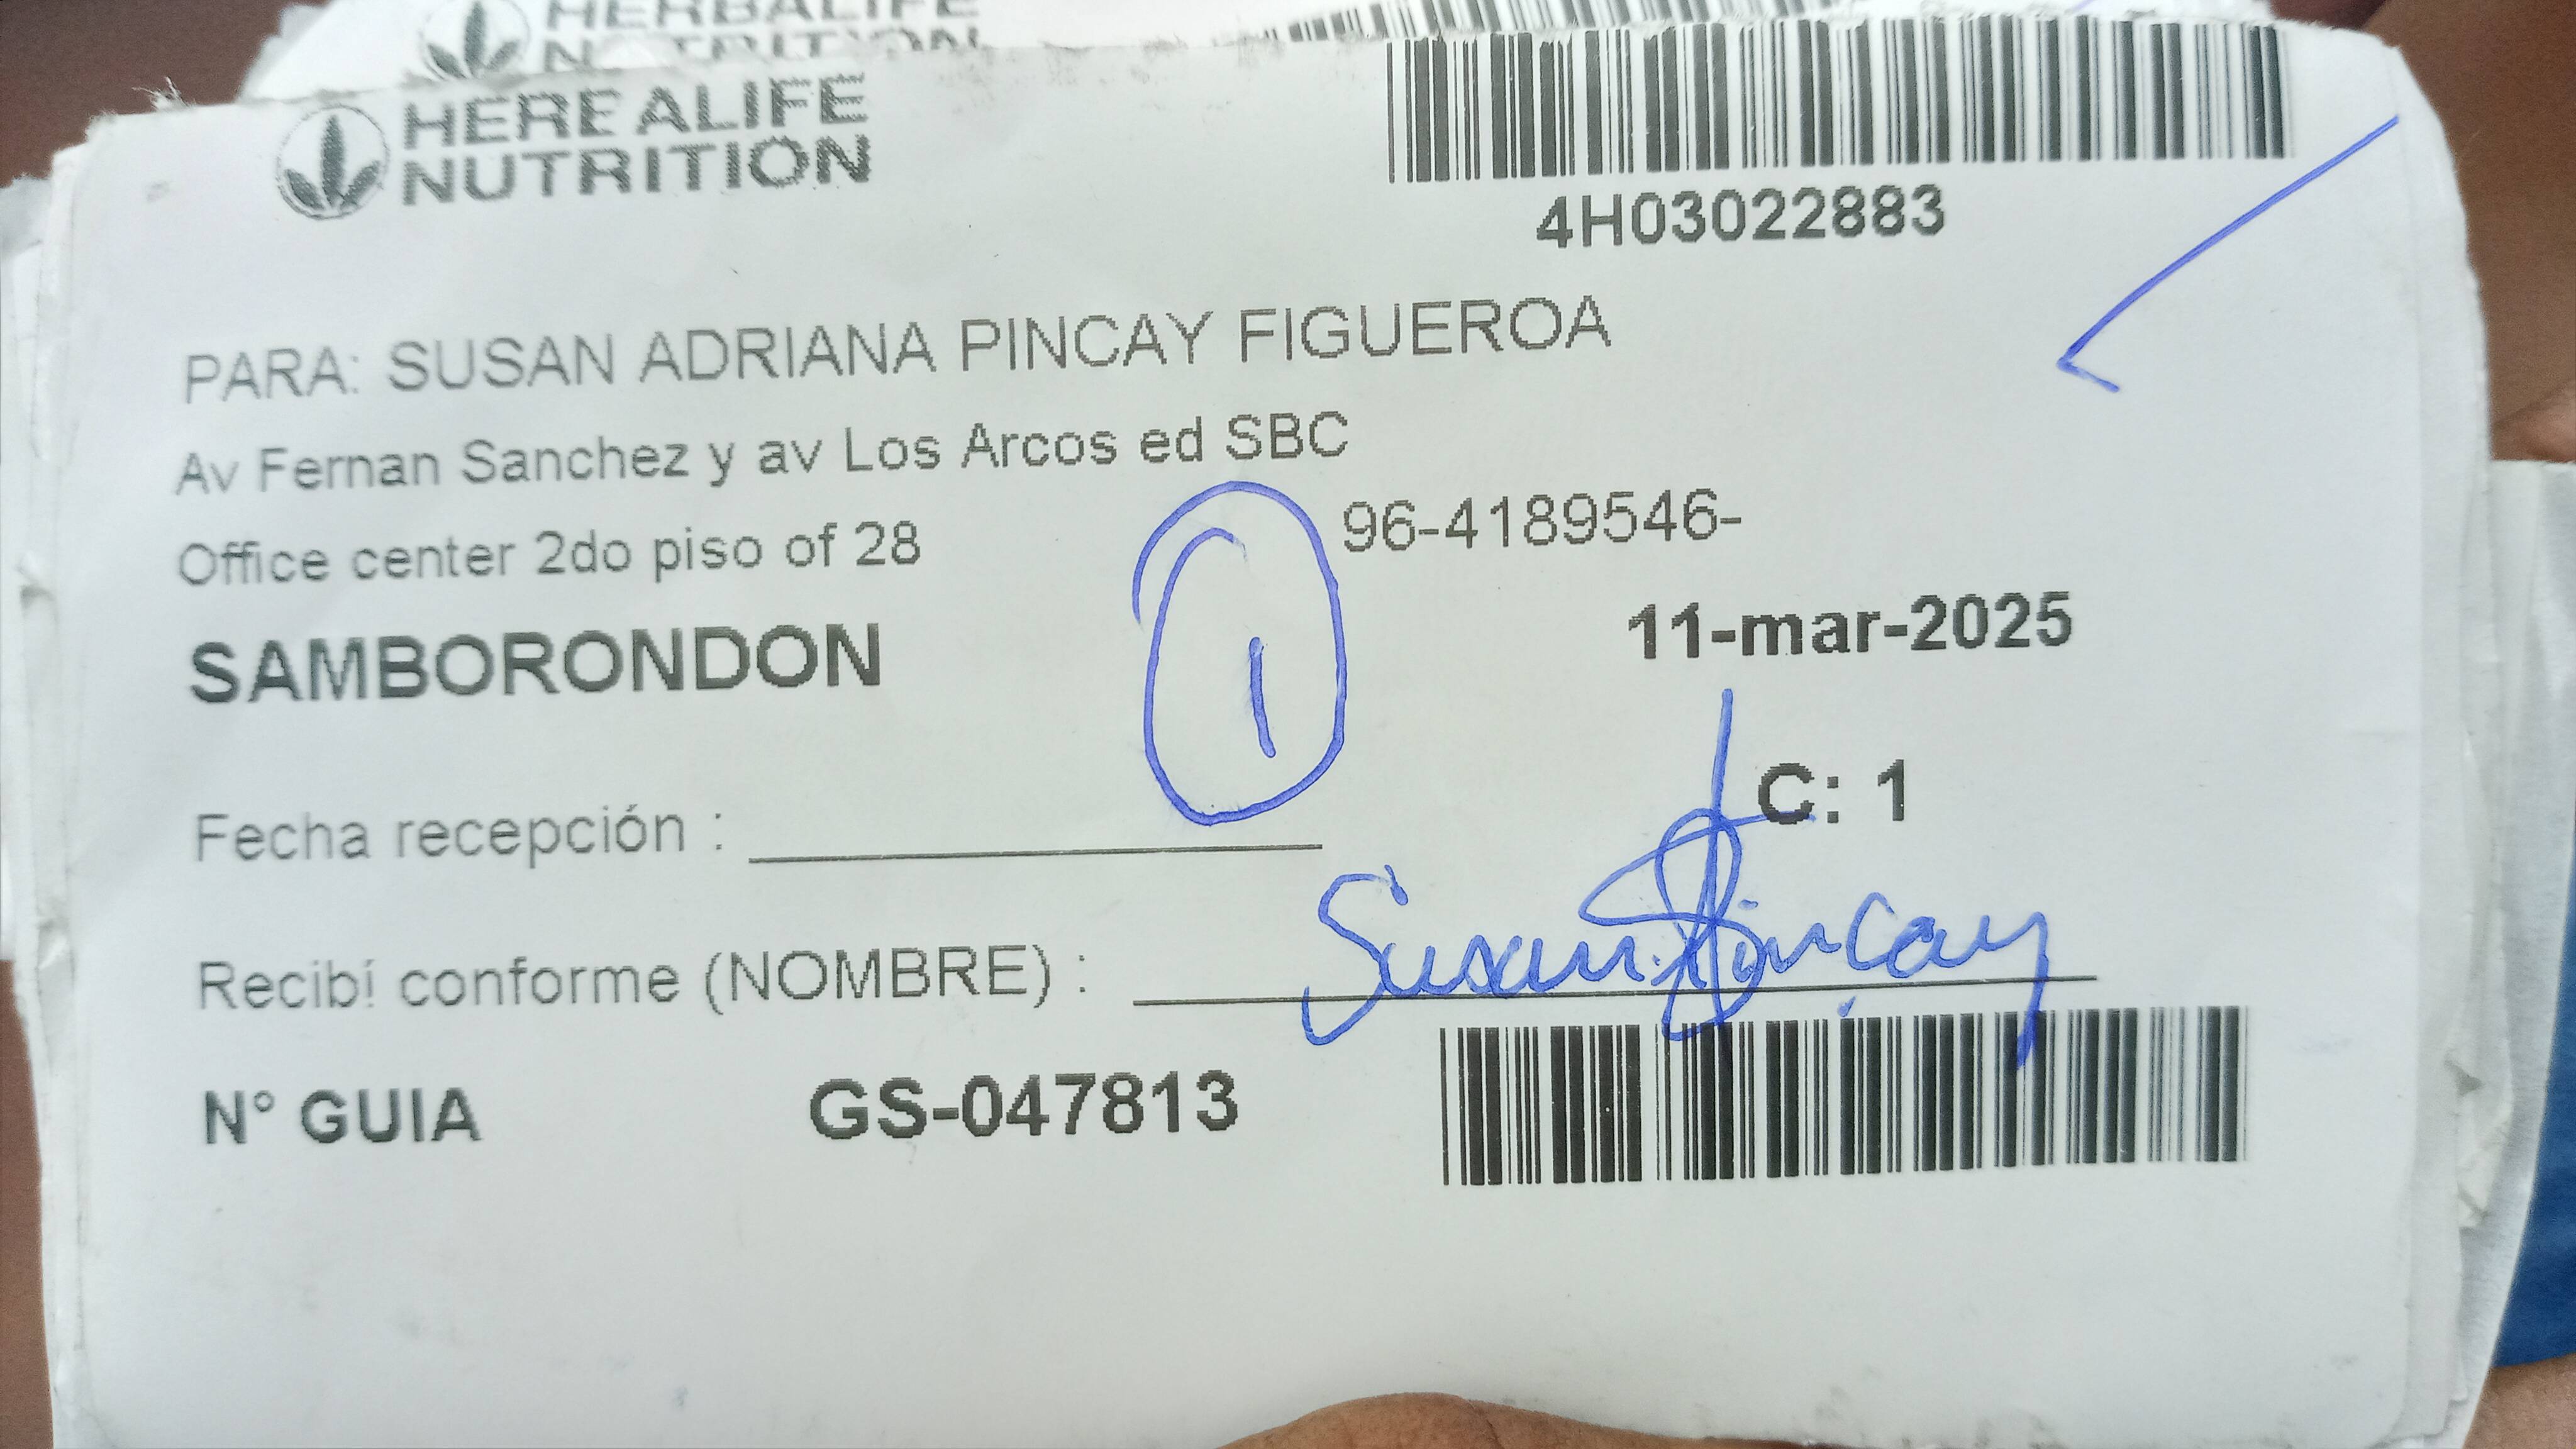 HERBALIFE
NUTRITION
HERBALIFE
NUTRITION
4H03022883
PARA: SUSAN ADRIANA PINCAY FIGUEROA
Av Fernan Sanchez y av Los Arcos ed SBC
Office center 2do piso of 28
96-4189546-
SAMBORONDON
1
11-mar-2025
C: 1
Fecha recepción :
Recibí conforme (NOMBRE) : Susan Pincay
N° GUIA GS-047813